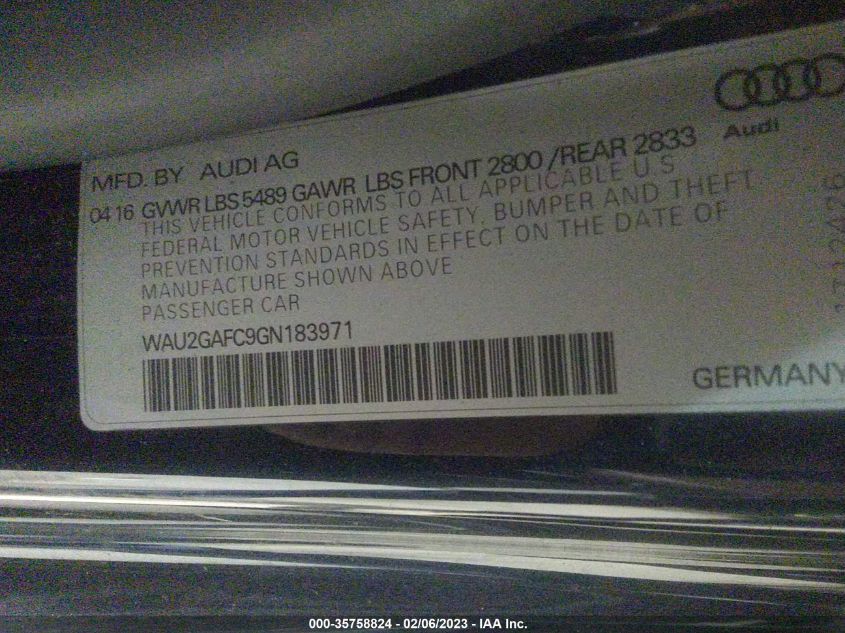 Audi
MFD. BY AUDI AG
04 16 GVWR LBS 5489 GAWR LBS FRONT 2800 /REAR 2833
THIS VEHICLE CONFORMS TO ALL APPLICABLE U S
FEDERAL MOTOR VEHICLE SAFETY, BUMPER AND THEFT
PREVENTION STANDARDS IN EFFECT ON THE DATE OF
MANUFACTURE SHOWN ABOVE
PASSENGER CAR
WAU2GAFC9GN183971
GERMANY
000-35758824 - 02/06/2023 - IAA Inc.